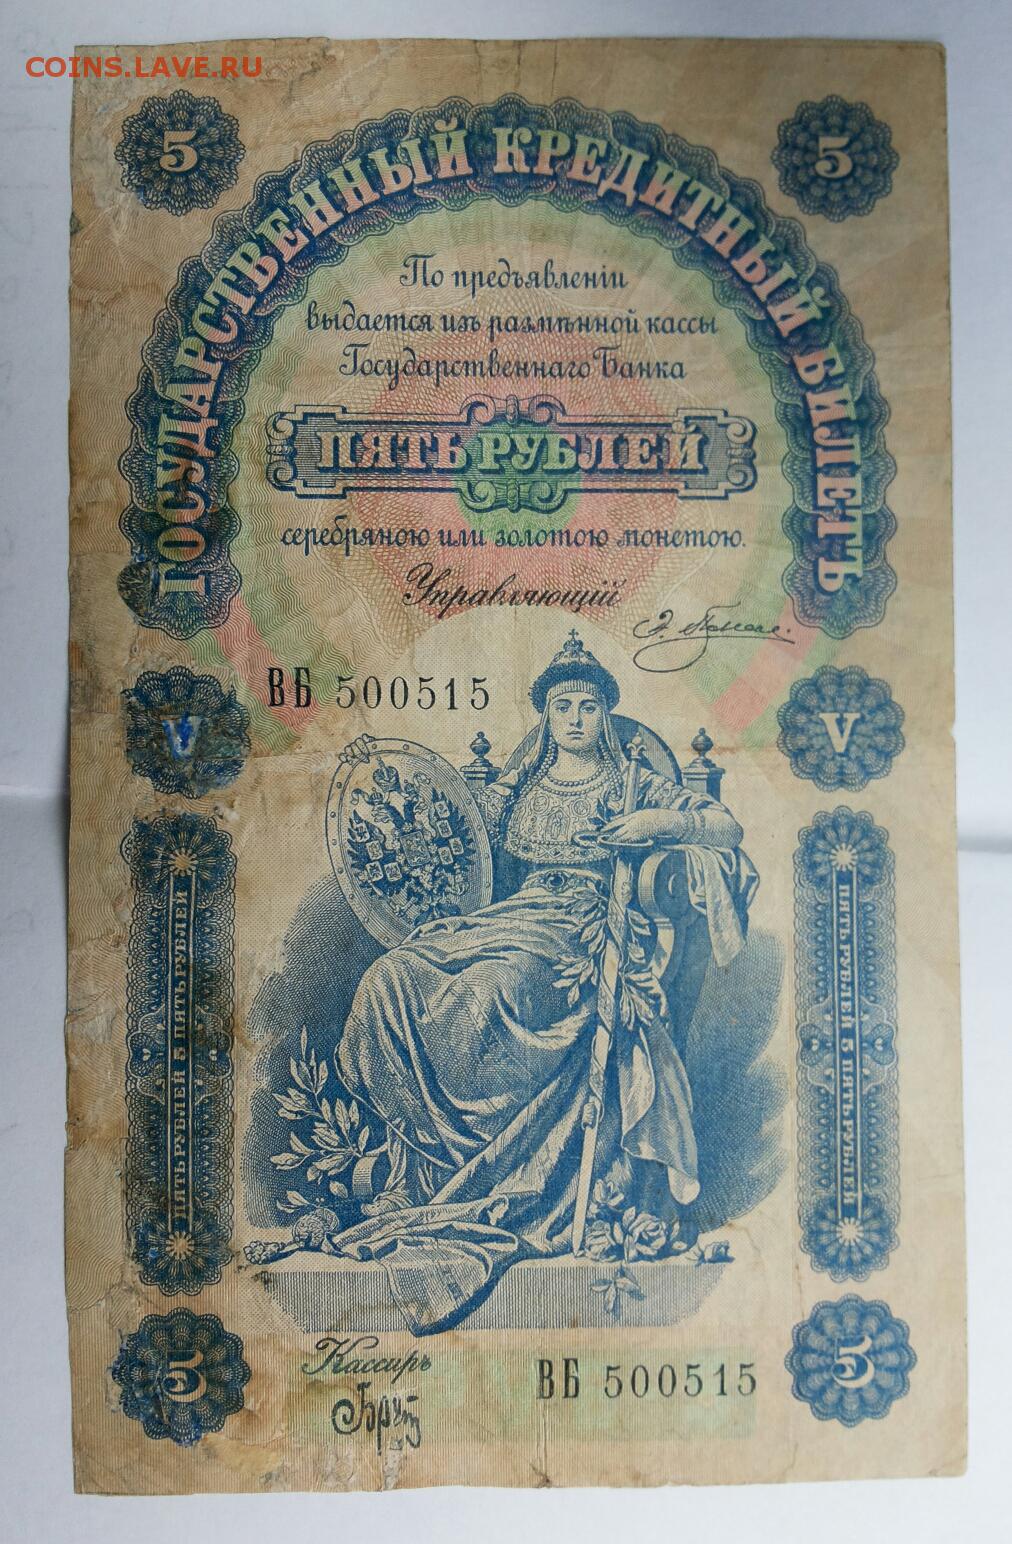 COINS.LAVE.RU
5 5
ГОСУДАРСТВЕННЫЙ КРЕДИТНЫЙ БИЛЕТЪ
По предъявленіи
выдается изъ размѣнной кассы
Государственнаго Банка
ПЯТЬ РУБЛЕЙ
серебряною или золотою монетою.
Управляющій
ВБ 500515
V V
ПЯТЬ РУБЛЕЙ 5 ПЯТЬ РУБЛЕЙ
ПЯТЬ РУБЛЕЙ 5 ПЯТЬ РУБЛЕЙ
Кассиръ
ВБ 500515
5 5